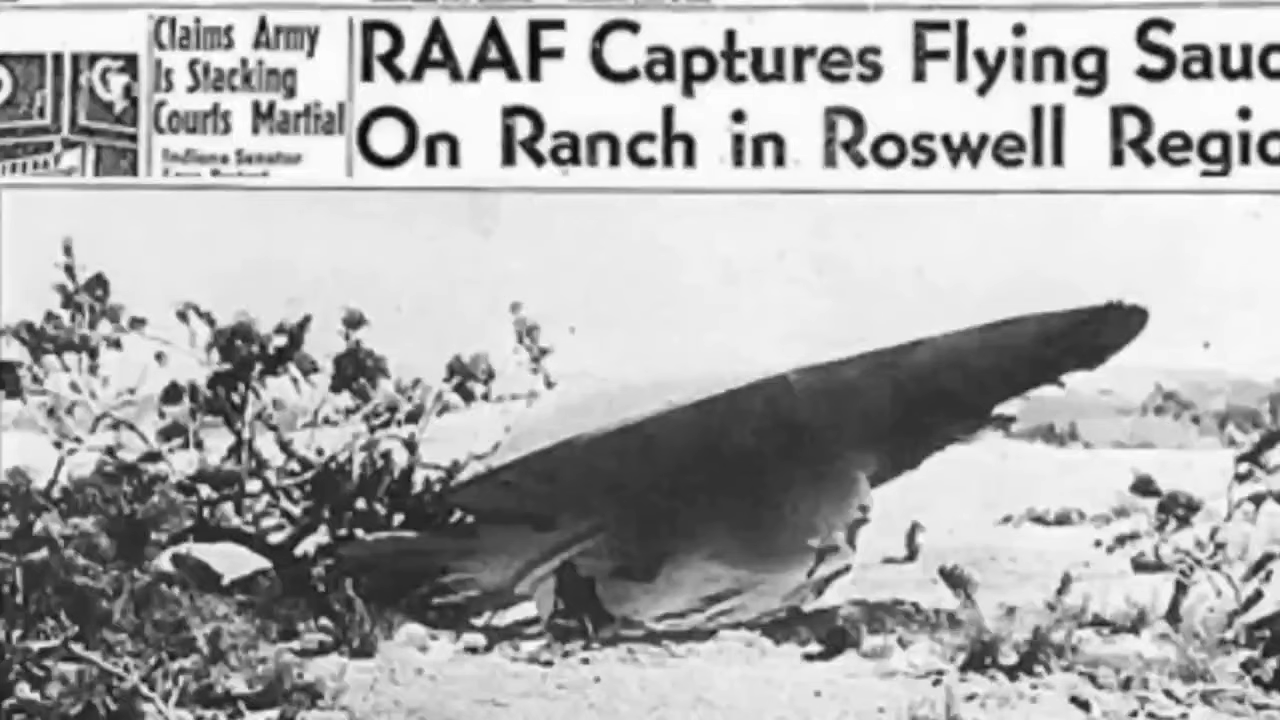 Claims Army
Is Stacking
Courts Martial
Indiana Senator
RAAF Captures Flying Sauc
On Ranch in Roswell Regio